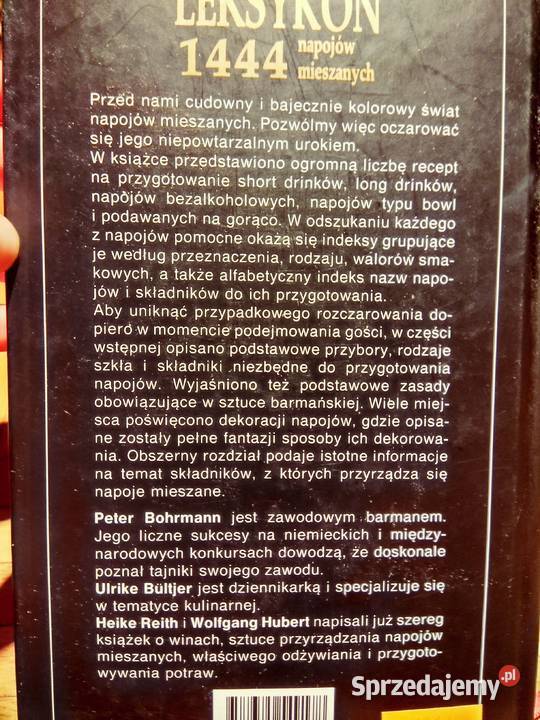 LEKSYKON
1444 napojów
mieszanych
Przed nami cudowny i bajecznie kolorowy świat
napojów mieszanych. Pozwólmy więc oczarować
się jego niepowtarzalnym urokiem.
W książce przedstawiono ogromną liczbę recept
na przygotowanie short drinków, long drinków,
napojów bezalkoholowych, napojów typu bowl
i podawanych na gorąco. W odszukaniu każdego
z napojów pomocne okażą się indeksy grupujące
je według przeznaczenia, rodzaju, walorów sma-
kowych, a także alfabetyczny indeks nazw napo-
jów i składników do ich przygotowania.
Aby uniknąć przypadkowego rozczarowania do-
piero w momencie podejmowania gości, w części
wstępnej opisano podstawowe przybory, rodzaje
szkła i składniki niezbędne do przygotowania
napojów. Wyjaśniono też podstawowe zasady
obowiązujące w sztuce barmańskiej. Wiele miej-
sca poświęcono dekoracji napojów, gdzie opisa-
ne zostały pełne fantazji sposoby ich dekorowa-
nia. Obszerny rozdział podaje istotne informacje
na temat składników, z których przyrządza się
napoje mieszane.
Peter Bohrmann jest zawodowym barmanem.
Jego liczne sukcesy na niemieckich i między-
narodowych konkursach dowodzą, że doskonale
poznał tajniki swojego zawodu.
Ulrike Bültjer jest dziennikarką i specjalizuje się
w tematyce kulinarnej.
Heike Reith i Wolfgang Hubert napisali już szereg
książek o winach, sztuce przyrządzania napojów
mieszanych, właściwego odżywiania i przygoto-
wywania potraw.
Sprzedajemy.pl